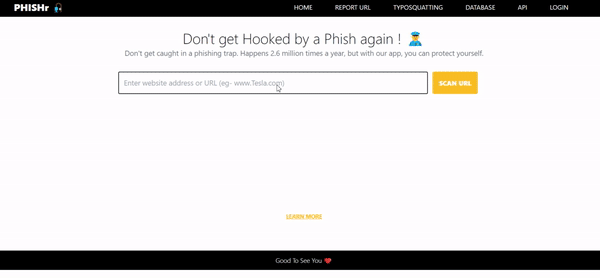 PHISHr
HOME REPORT URL TYPOSQUATTING DATABASE API LOGIN
Don't get Hooked by a Phish again !
Don't get caught in a phishing trap. Happens 2.6 million times a year, but with our app, you can protect yourself.
Enter website address or URL (eg- www.Tesla.com)
SCAN URL
LEARN MORE
Good To See You